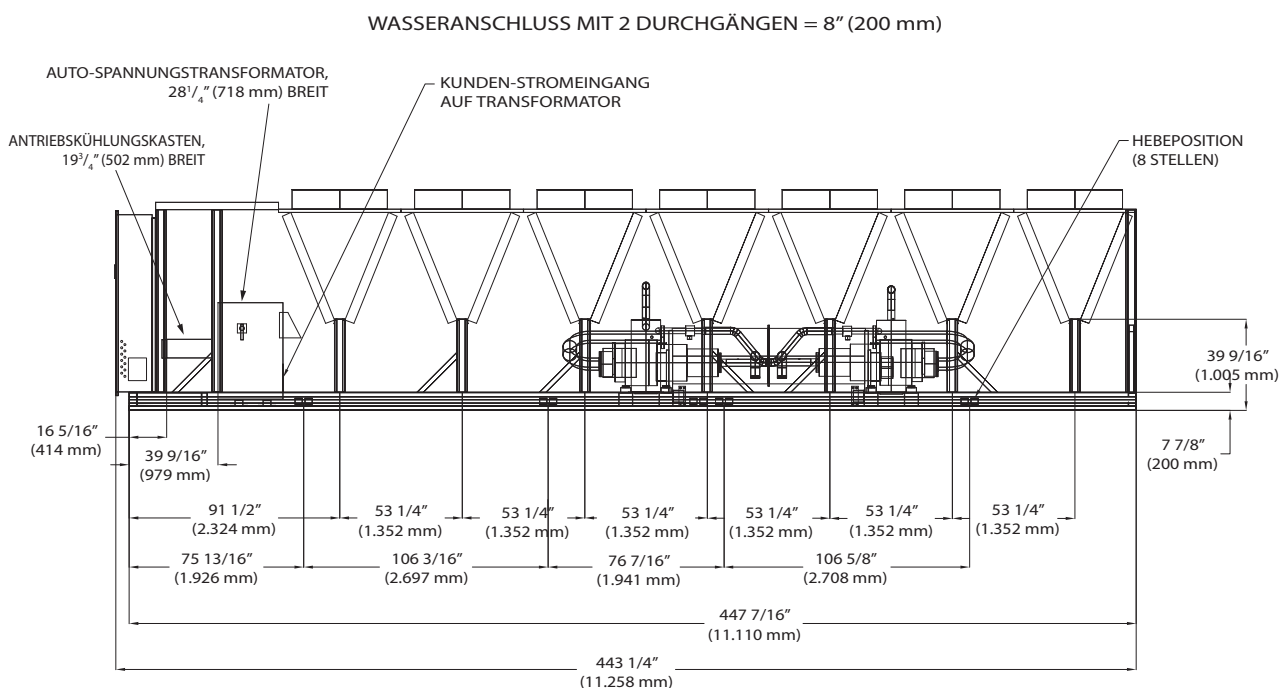 WASSERANSCHLUSS MIT 2 DURCHGÄNGEN = 8” (200 mm)
AUTO-SPANNUNGSTRANSFORMATOR,
28¹/₄” (718 mm) BREIT
KUNDEN-STROMEINGANG
AUF TRANSFORMATOR
ANTRIEBSKÜHLUNGSKASTEN,
19³/₄” (502 mm) BREIT
HEBEPOSITION
(8 STELLEN)
39 9/16”
(1.005 mm)
16 5/16”
(414 mm)
39 9/16”
(979 mm)
7 7/8”
(200 mm)
91 1/2”
(2.324 mm)
53 1/4”
(1.352 mm)
53 1/4”
(1.352 mm)
53 1/4”
(1.352 mm)
53 1/4”
(1.352 mm)
53 1/4”
(1.352 mm)
53 1/4”
(1.352 mm)
75 13/16”
(1.926 mm)
106 3/16”
(2.697 mm)
76 7/16”
(1.941 mm)
106 5/8”
(2.708 mm)
447 7/16”
(11.110 mm)
443 1/4”
(11.258 mm)